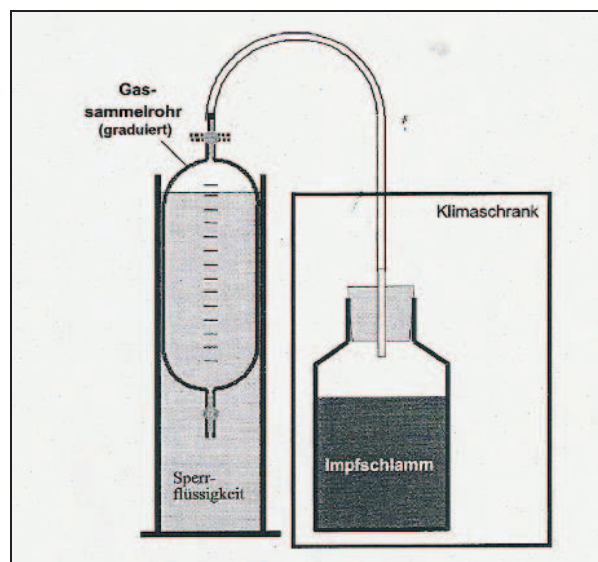 Gas-
sammelrohr
(graduiert)
Klimaschrank
Impfschlamm
Sperr-
flüssigkeit